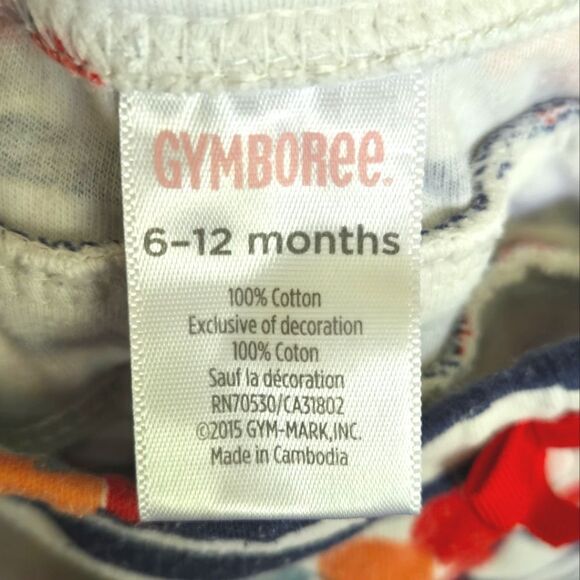 GYMBOREE.
6–12 months
100% Cotton
Exclusive of decoration
100% Coton
Sauf la décoration
RN70530/CA31802
©2015 GYM-MARK,INC.
Made in Cambodia